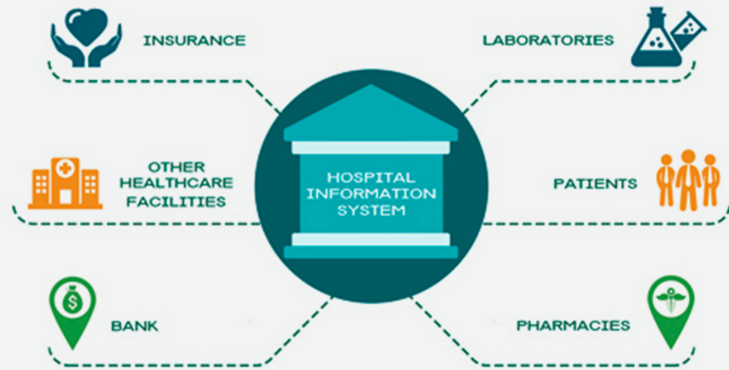 INSURANCE
LABORATORIES
OTHER
HEALTHCARE
FACILITIES
HOSPITAL
INFORMATION
SYSTEM
PATIENTS
BANK
PHARMACIES